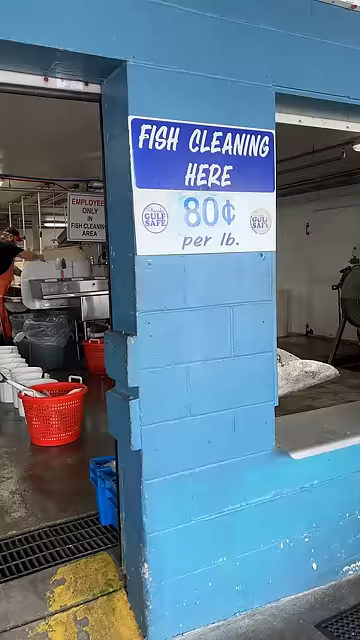 FISH CLEANING
HERE
80¢
GULF
SAFE
GULF
SAFE
per lb.
EMPLOYEE
ONLY
IN
FISH CLEANING
AREA